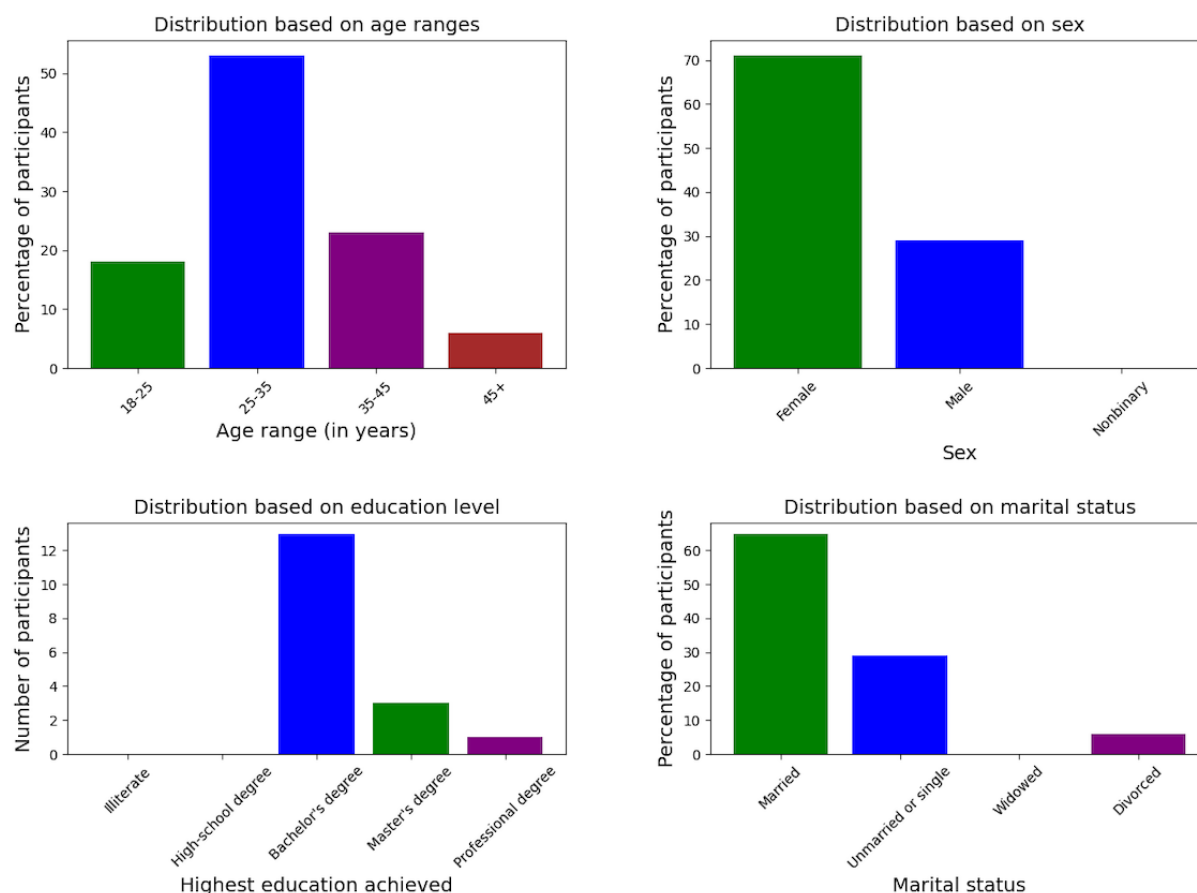 Distribution based on age ranges
Percentage of participants
50
40
30
20
10
0
18-25
25-35
35-45
45+
Age range (in years)
Distribution based on sex
Percentage of participants
70
60
50
40
30
20
10
0
Female
Male
Nonbinary
Sex
Distribution based on education level
Number of participants
12
10
8
6
4
2
0
Illiterate
High-school degree
Bachelor's degree
Master's degree
Professional degree
Highest education achieved
Distribution based on marital status
Percentage of participants
60
50
40
30
20
10
0
Married
Unmarried or single
Widowed
Divorced
Marital status